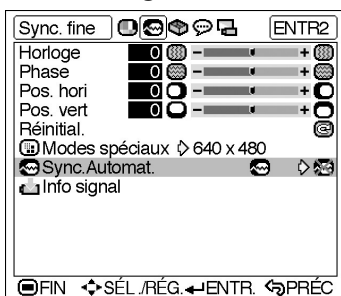 Sync. fine ENTR2
Horloge 0 - +
Phase 0 - +
Pos. hori 0 - +
Pos. vert 0 - +
Réinitial.
Modes spéciaux 640 x 480
Sync.Automat.
Info signal
FIN SÉL./RÉG. ENTR. PRÉC